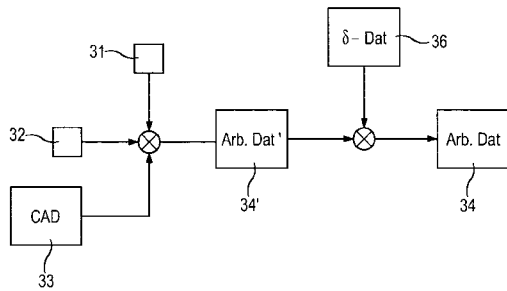 31
δ – Dat
36
32
Arb. Dat'
Arb. Dat
34'
34
CAD
33